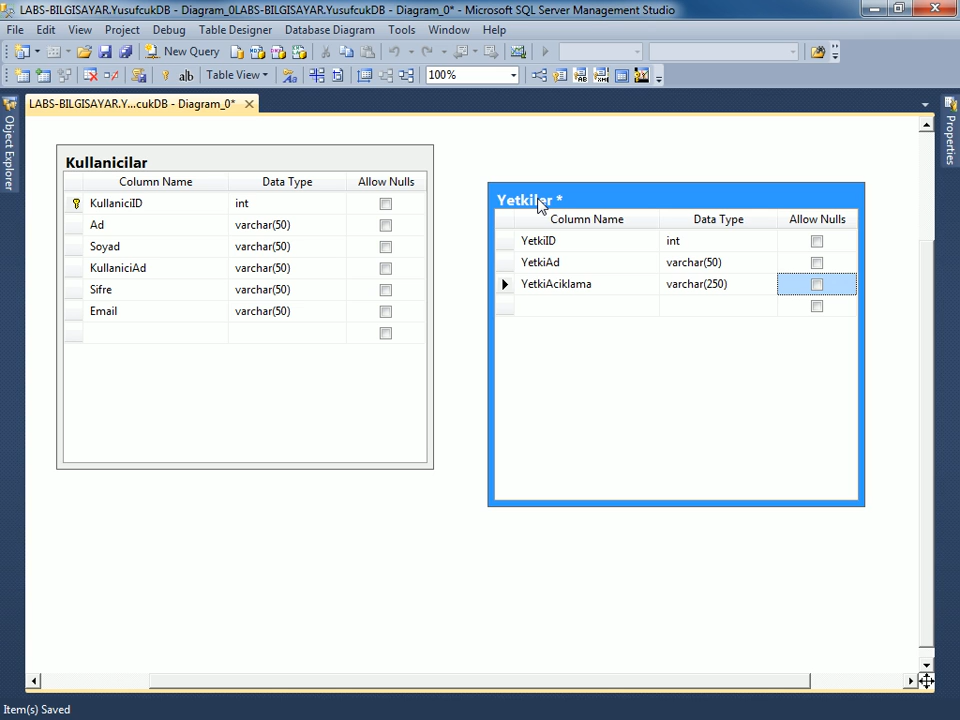 LABS-BILGISAYAR.YusufcukDB - Diagram_0LABS-BILGISAYAR.YusufcukDB - Diagram_0* - Microsoft SQL Server Management Studio
File Edit View Project Debug Table Designer Database Diagram Tools Window Help
New Query
ab| Table View 100%
LABS-BILGISAYAR.Y...cukDB - Diagram_0*
Object Explorer
Properties
Kullanicilar
Column Name Data Type Allow Nulls
KullaniciID int
Ad varchar(50)
Soyad varchar(50)
KullaniciAd varchar(50)
Sifre varchar(50)
Email varchar(50)
Yetkiler *
Column Name Data Type Allow Nulls
YetkiID int
YetkiAd varchar(50)
YetkiAciklama varchar(250)
Item(s) Saved